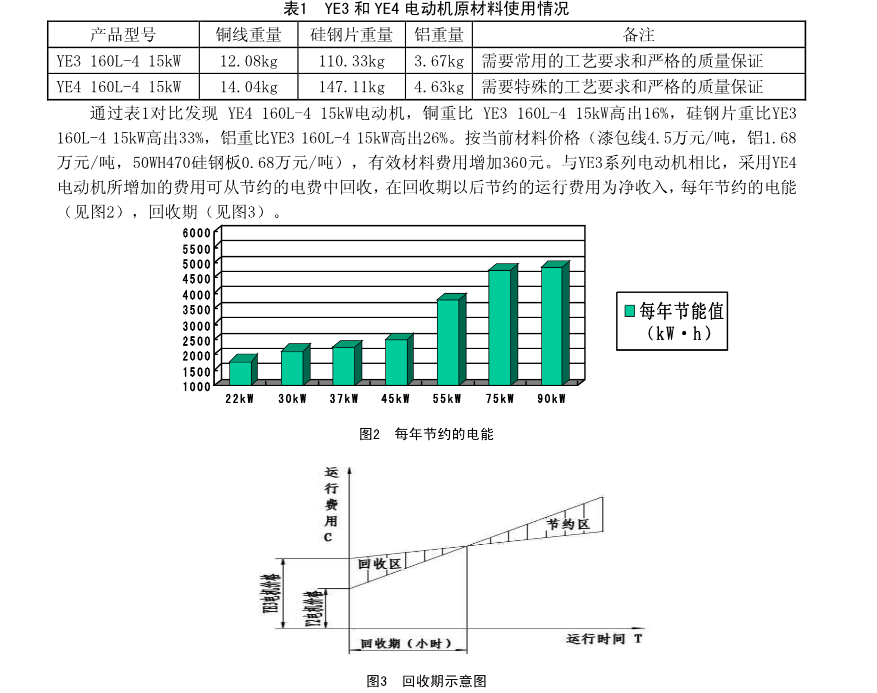 表1 YE3 和 YE4 电动机原材料使用情况
产品型号 铜线重量 硅钢片重量 铝重量 备注
YE3 160L-4 15kW 12.08kg 110.33kg 3.67kg 需要常用的工艺要求和严格的质量保证
YE4 160L-4 15kW 14.04kg 147.11kg 4.63kg 需要特殊的工艺要求和严格的质量保证
通过表1对比发现 YE4 160L-4 15kW电动机，铜重比 YE3 160L-4 15kW高出16%，硅钢片重比YE3
160L-4 15kW高出33%，铝重比YE3 160L-4 15kW高出26%。按当前材料价格（漆包线4.5万元/吨，铝1.68
万元/吨，50WH470硅钢板0.68万元/吨），有效材料费用增加360元。与YE3系列电动机相比，采用YE4
电动机所增加的费用可从节约的电费中回收，在回收期以后节约的运行费用为净收入，每年节约的电能
（见图2），回收期（见图3）。
6000
5500
5000
4500
4000
3500
3000
2500
2000
1500
1000
22kW 30kW 37kW 45kW 55kW 75kW 90kW
每年节能值
（kW·h）
图2 每年节约的电能
运行费用C
节约区
回收区
YE3电机价格
Y2电机价格
回收期（小时）
运行时间 T
图3 回收期示意图